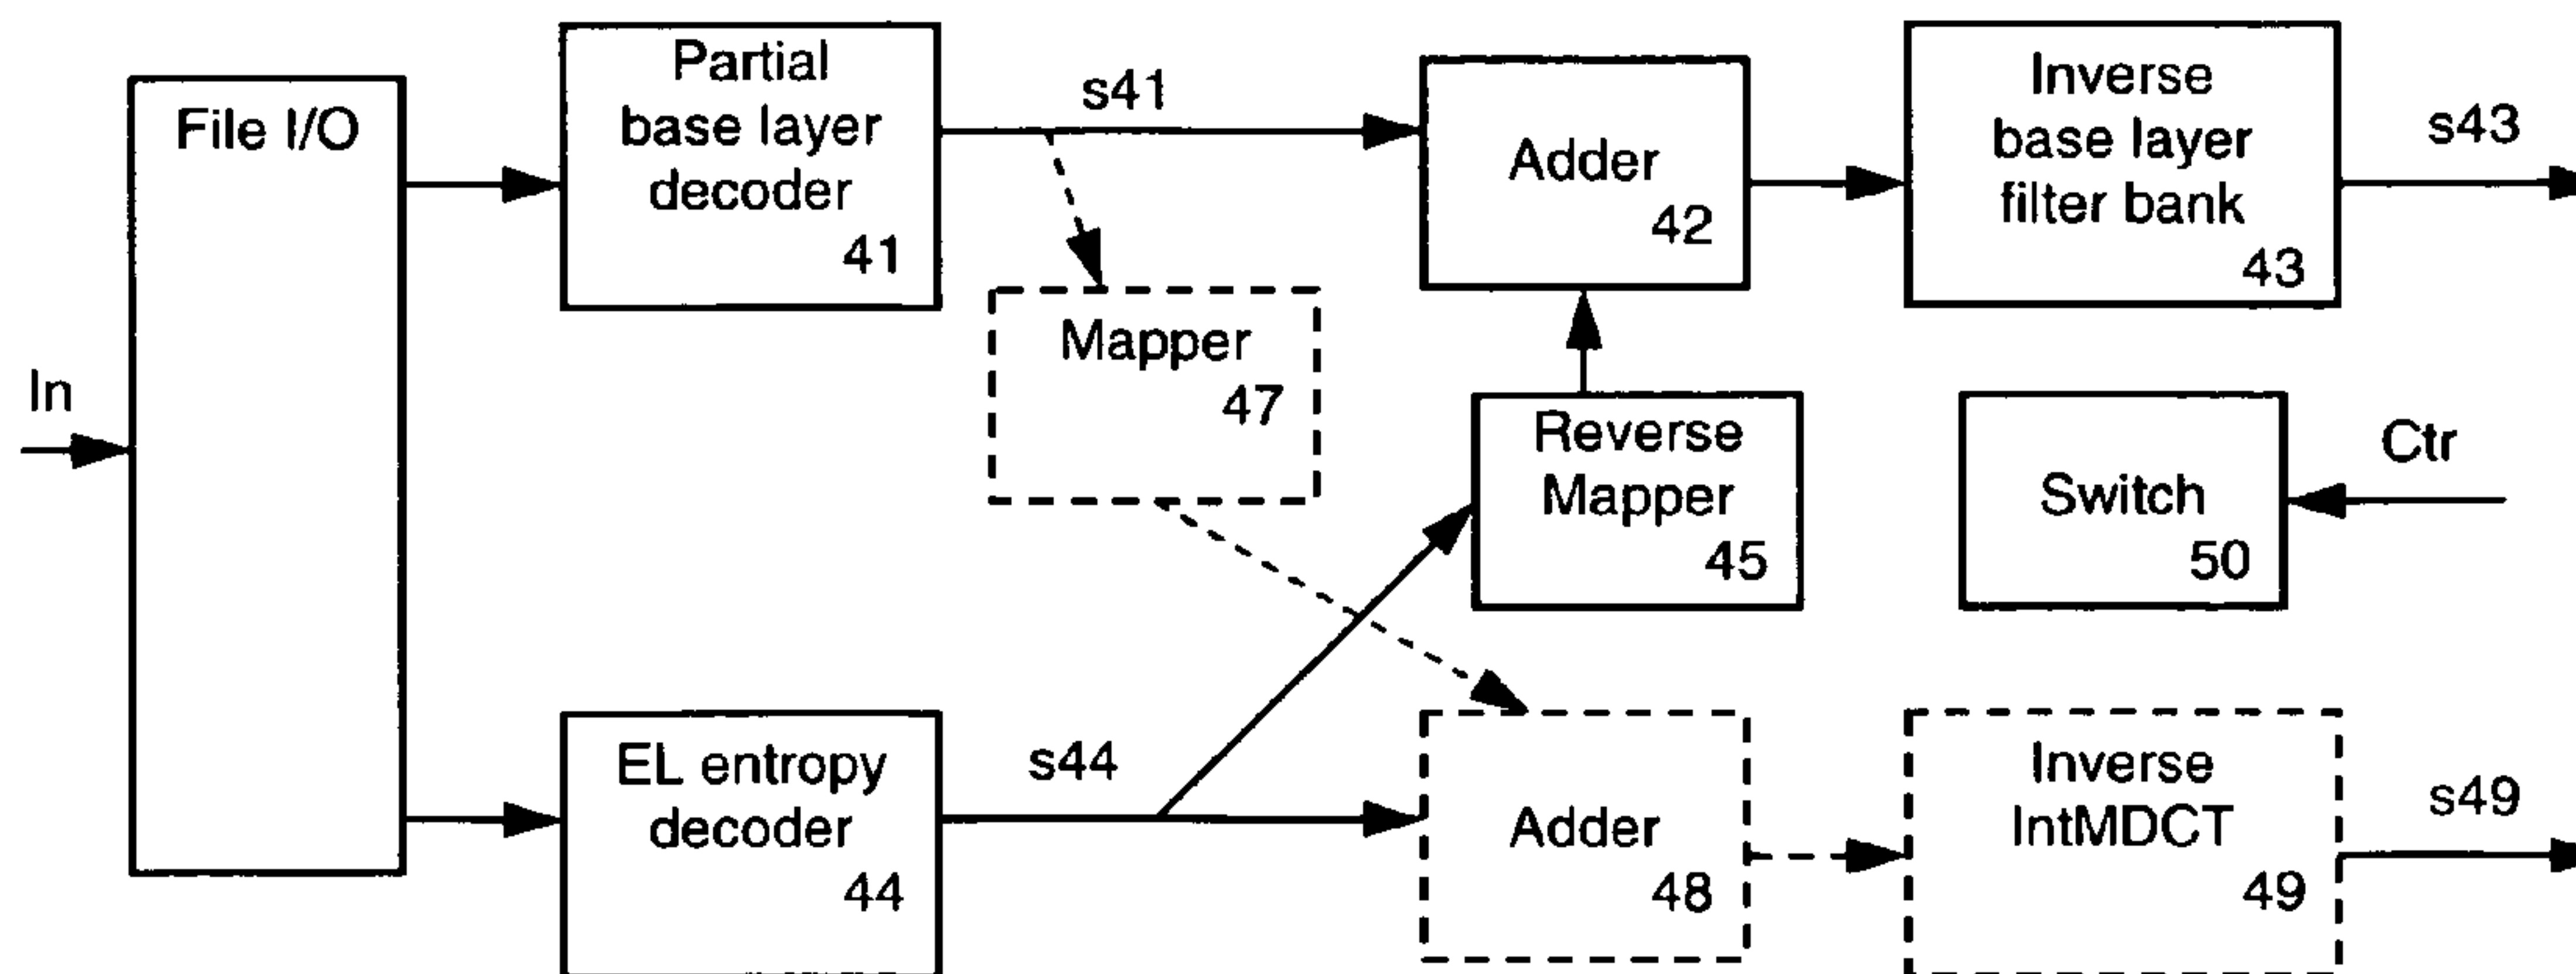 File I/O
In
Partial
base layer
decoder
41
s41
Adder
42
Inverse
base layer
filter bank
43
s43
Mapper
47
Reverse
Mapper
45
Switch
50
Ctr
EL entropy
decoder
44
s44
Adder
48
Inverse
IntMDCT
49
s49